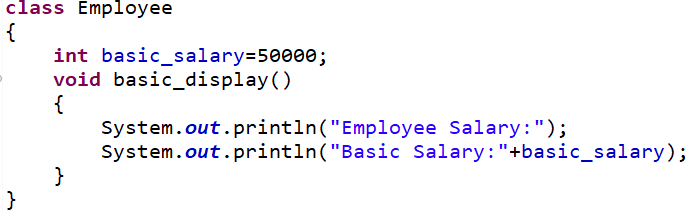 class Employee
{
    int basic_salary=50000;
    void basic_display()
    {
        System.out.println("Employee Salary:");
        System.out.println("Basic Salary:"+basic_salary);
    }
}